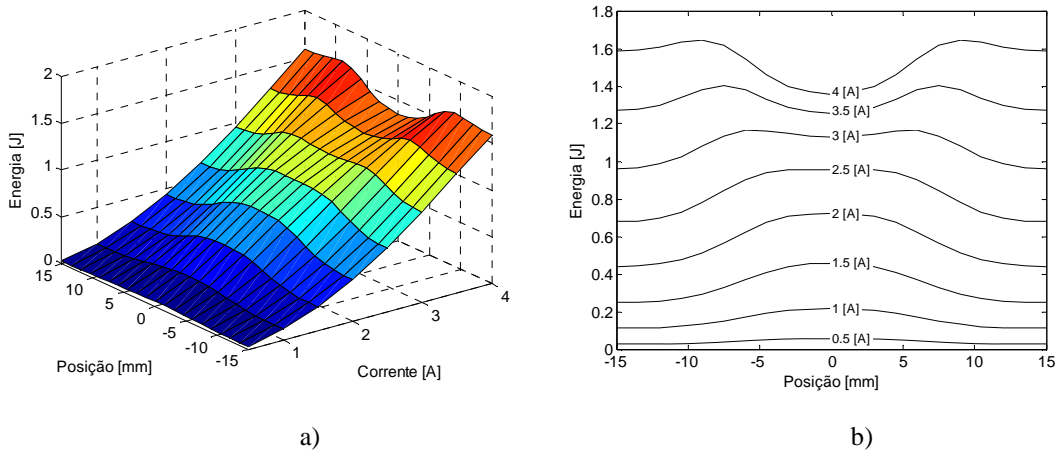 2
1.5
1
0.5
0
Energia [J]
15
10
5
0
-5
-10
-15
Posição [mm]
1
2
3
4
Corrente [A]
a)
1.8
1.6
1.4
1.2
1
0.8
0.6
0.4
0.2
0
Energia [J]
4 [A]
3.5 [A]
3 [A]
2.5 [A]
2 [A]
1.5 [A]
1 [A]
0.5 [A]
-15
-10
-5
0
5
10
15
Posição [mm]
b)